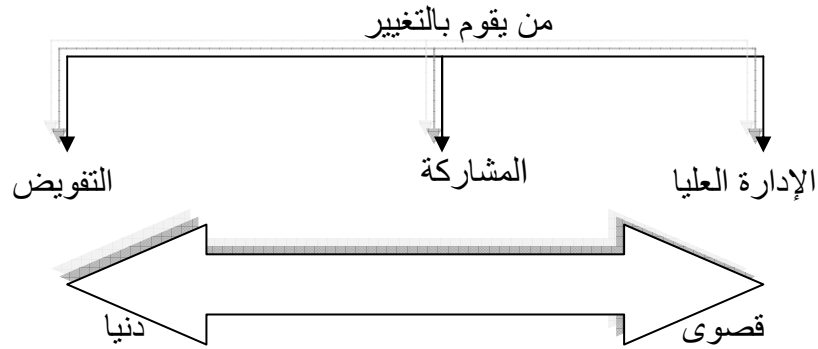 من يقوم بالتغيير
الإدارة العليا
المشاركة
التفويض
قصوى
دنيا